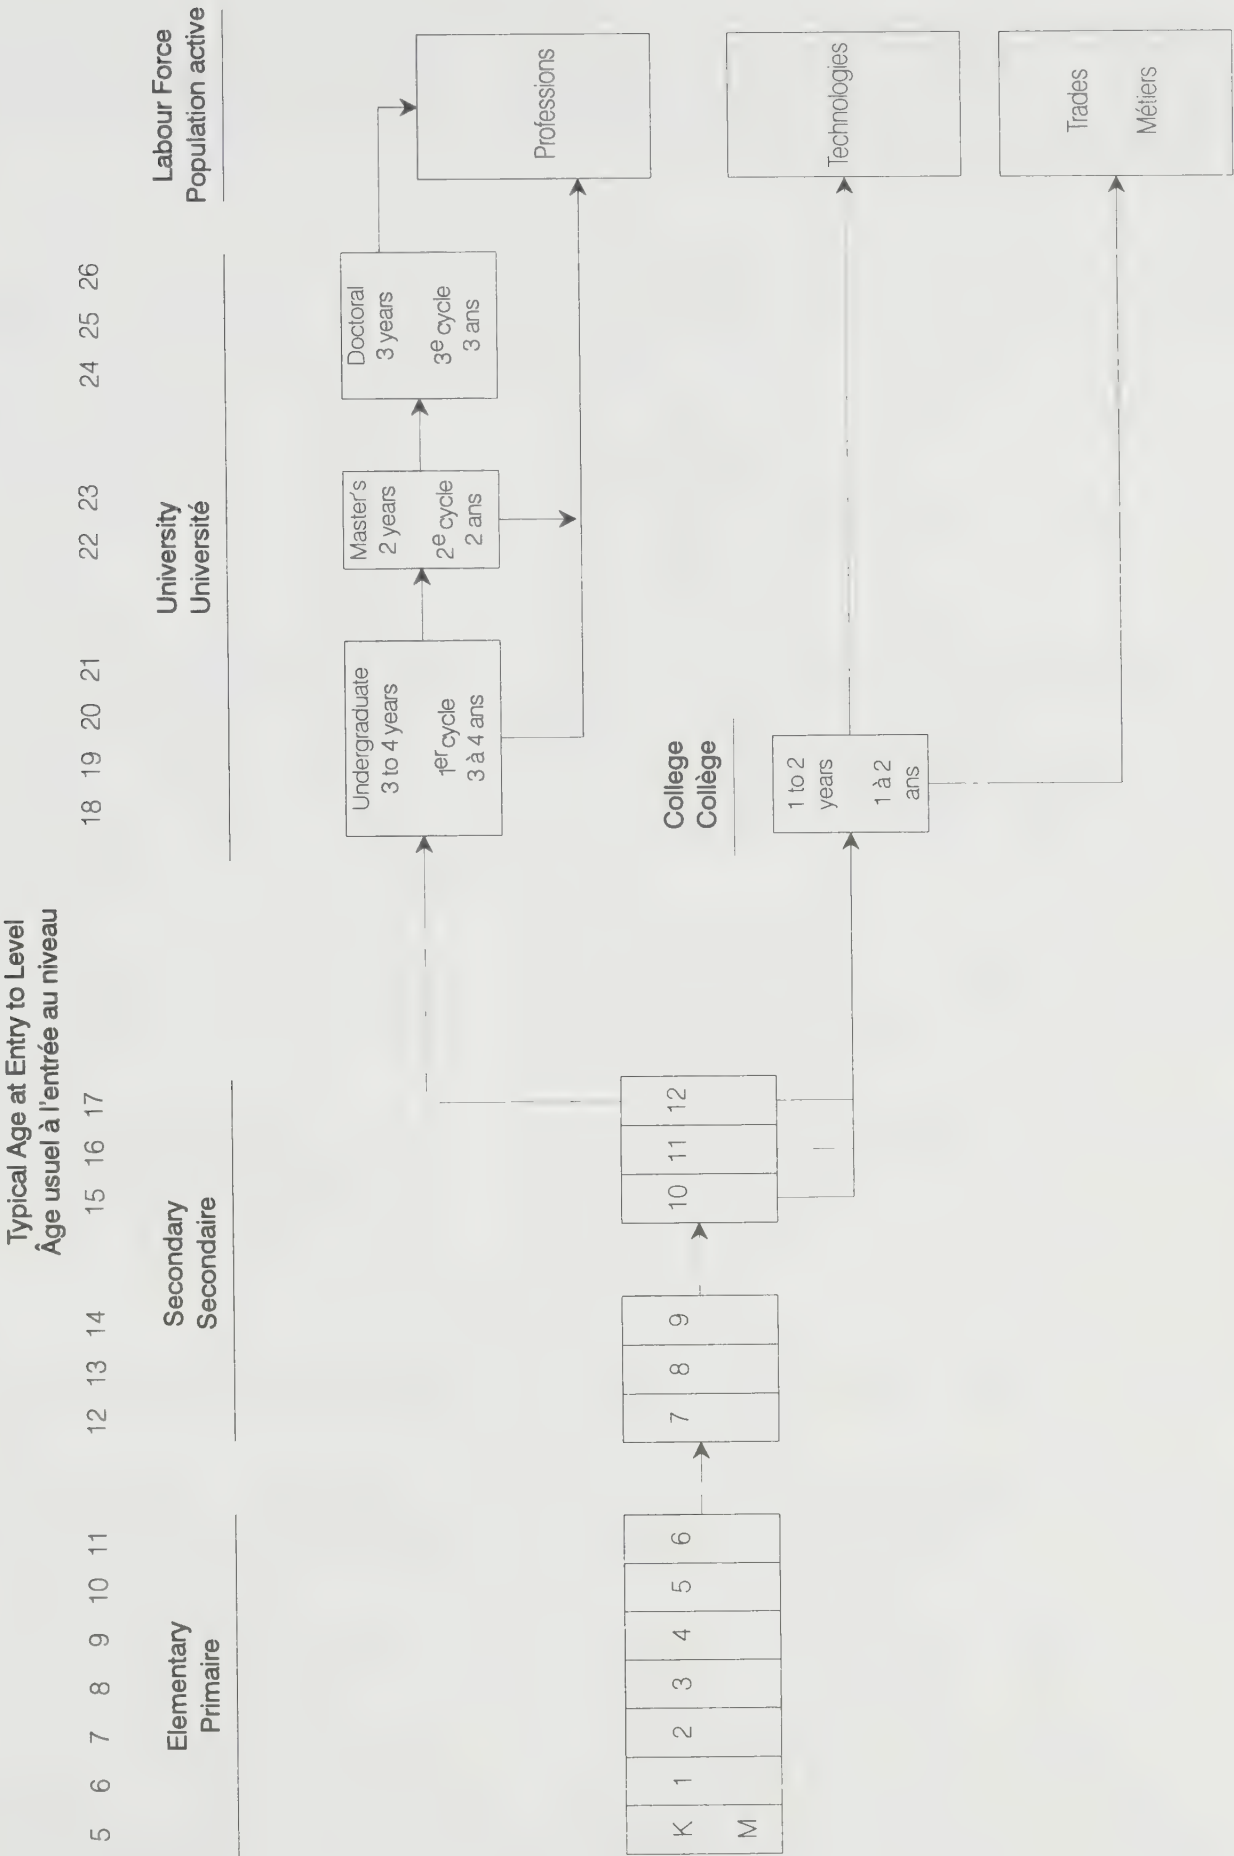 Typical Age at Entry to Level
Âge usuel à l'entrée au niveau
5 6 7 8 9 10 11 12 13 14 15 16 17 18 19 20 21 22 23 24 25 26
Elementary
Primaire
Secondary
Secondaire
University
Université
Labour Force
Population active
Undergraduate
3 to 4 years
1er cycle
3 à 4 ans
Master's
2 years
2e cycle
2 ans
Doctoral
3 years
3e cycle
3 ans
Professions
K 1 2 3 4 5 6
M
7 8 9
10 11 12
College
Collège
1 to 2
years
1 à 2
ans
Technologies
Trades
Métiers